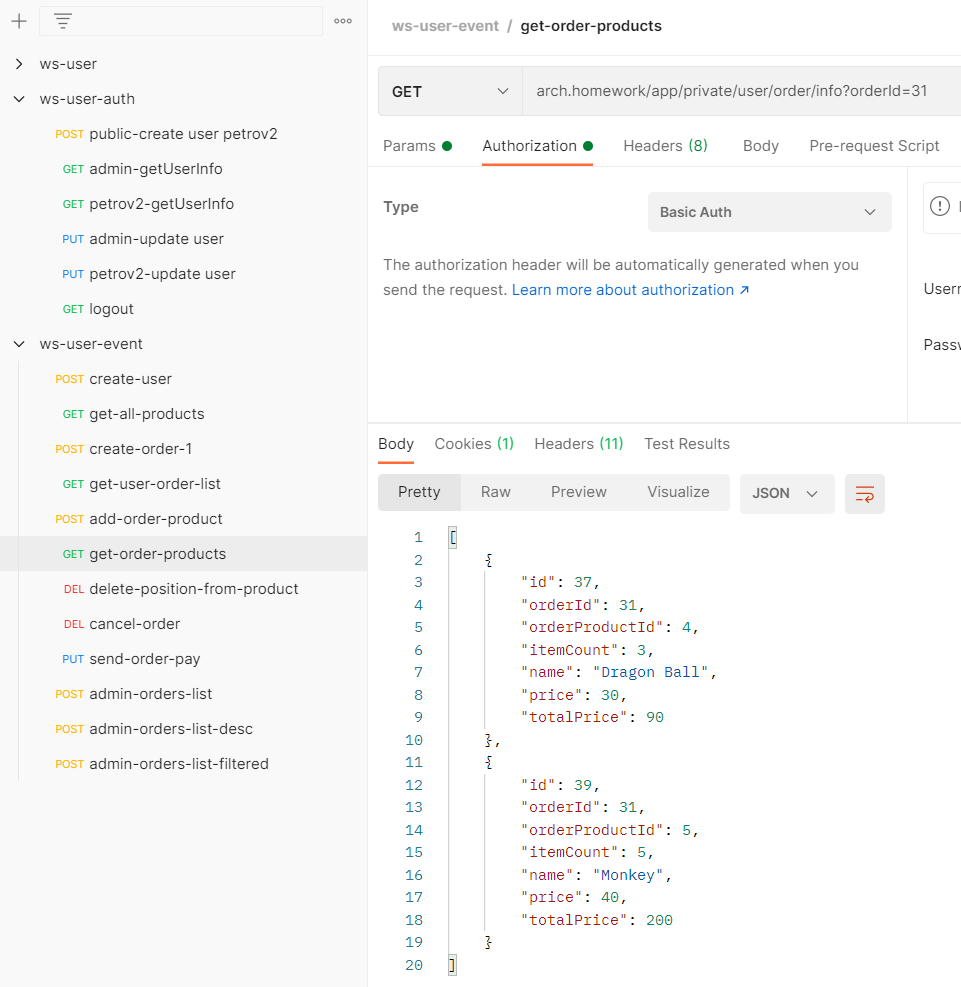 ws-user
ws-user-auth
POST public-create user petrov2
GET admin-getUserInfo
GET petrov2-getUserInfo
PUT admin-update user
PUT petrov2-update user
GET logout
ws-user-event
POST create-user
GET get-all-products
POST create-order-1
GET get-user-order-list
POST add-order-product
GET get-order-products
DEL delete-position-from-product
DEL cancel-order
PUT send-order-pay
POST admin-orders-list
POST admin-orders-list-desc
POST admin-orders-list-filtered
ws-user-event / get-order-products
GET arch.homework/app/private/user/order/info?orderId=31
Params Authorization Headers (8) Body Pre-request Script
Type Basic Auth
The authorization header will be automatically generated when you
send the request. Learn more about authorization ↗
Body Cookies (1) Headers (11) Test Results
Pretty Raw Preview Visualize JSON
1 [
2 {
3 "id": 37,
4 "orderId": 31,
5 "orderProductId": 4,
6 "itemCount": 3,
7 "name": "Dragon Ball",
8 "price": 30,
9 "totalPrice": 90
10 },
11 {
12 "id": 39,
13 "orderId": 31,
14 "orderProductId": 5,
15 "itemCount": 5,
16 "name": "Monkey",
17 "price": 40,
18 "totalPrice": 200
19 }
20 ]